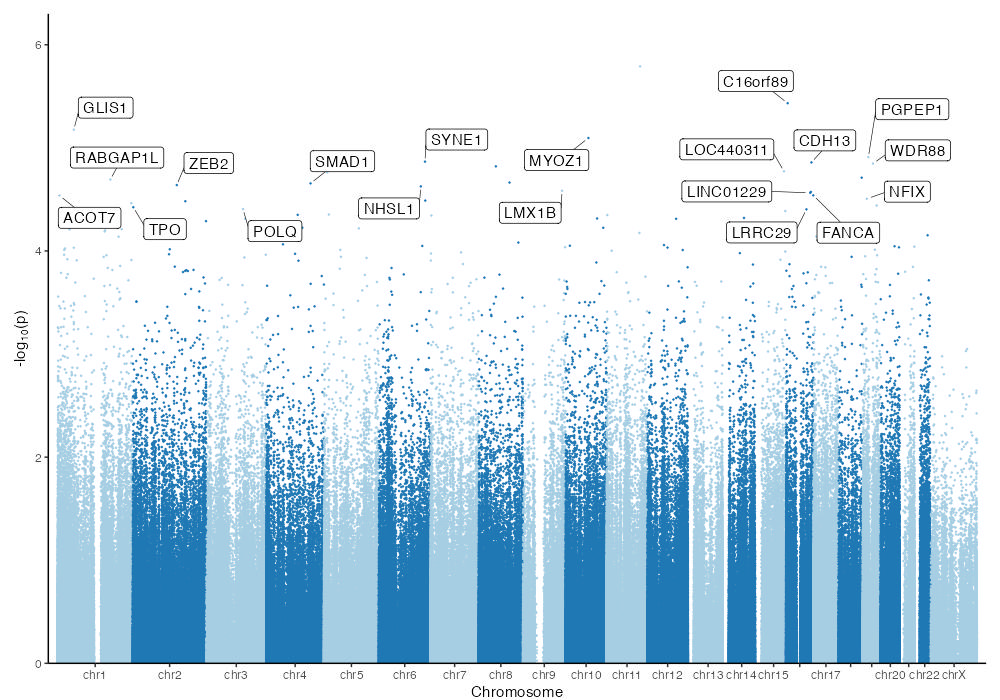 6
C16orf89
GLIS1
PGPEP1
SYNE1
CDH13
LOC440311
WDR88
RABGAP1L
ZEB2
SMAD1
MYOZ1
LINC01229
NFIX
NHSL1
LMX1B
ACOT7
TPO
POLQ
LRRC29
FANCA
4
-log10(p)
2
0
chr1 chr2 chr3 chr4 chr5 chr6 chr7 chr8 chr9 chr10 chr11 chr12 chr13 chr14 chr15 chr17 chr20 chr22 chrX
Chromosome